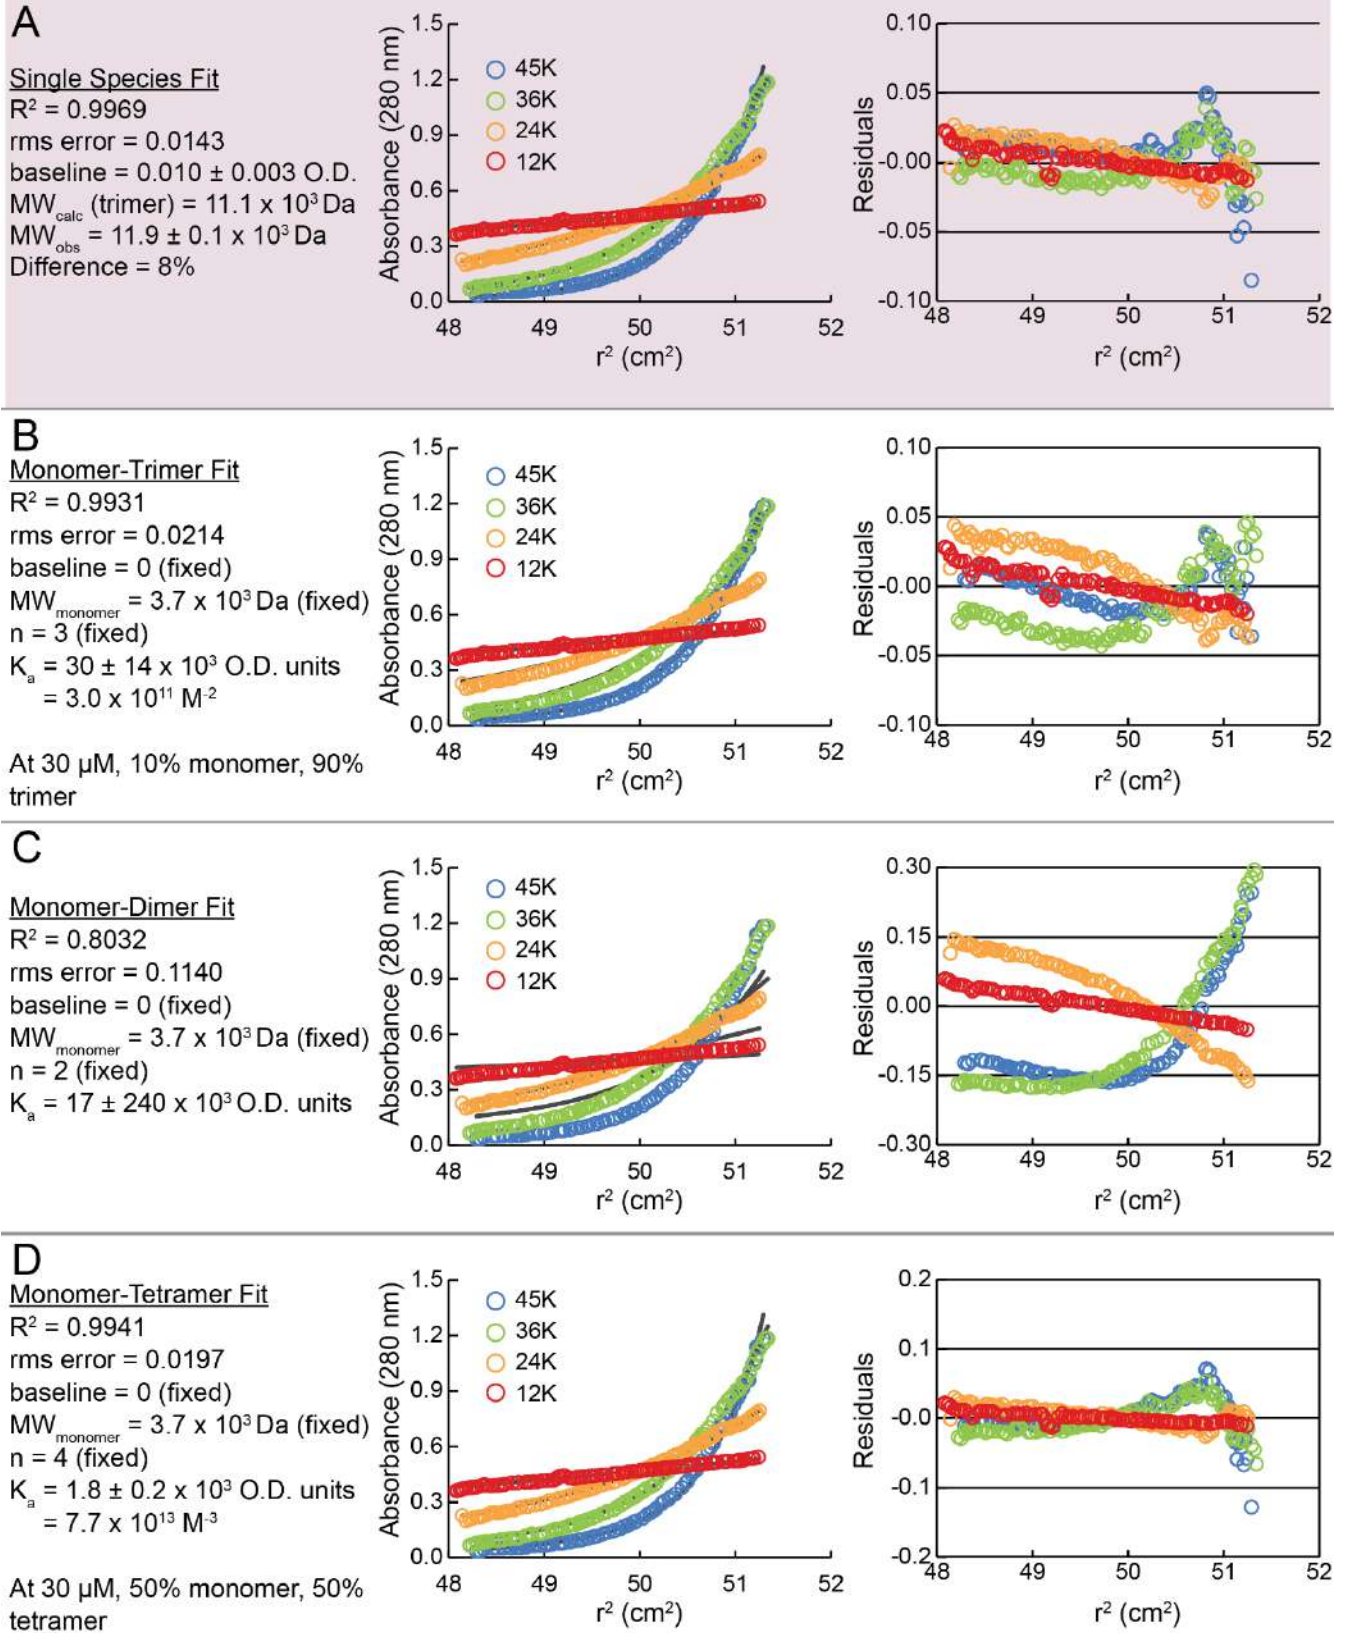 A
Single Species Fit
R² = 0.9969
rms error = 0.0143
baseline = 0.010 ± 0.003 O.D.
MWcalc (trimer) = 11.1 x 10³ Da
MWobs = 11.9 ± 0.1 x 10³ Da
Difference = 8%
Absorbance (280 nm)
1.5
1.2
0.9
0.6
0.3
0.0
45K
36K
24K
12K
48 49 50 51 52
r² (cm²)
Residuals
0.10
0.05
-0.00
-0.05
-0.10
48 49 50 51 52
r² (cm²)
B
Monomer-Trimer Fit
R² = 0.9931
rms error = 0.0214
baseline = 0 (fixed)
MWmonomer = 3.7 x 10³ Da (fixed)
n = 3 (fixed)
Ka = 30 ± 14 x 10³ O.D. units
= 3.0 x 10¹¹ M⁻²
At 30 µM, 10% monomer, 90%
trimer
Absorbance (280 nm)
1.5
1.2
0.9
0.6
0.3
0.0
45K
36K
24K
12K
48 49 50 51 52
r² (cm²)
Residuals
0.10
0.05
-0.00
-0.05
-0.10
48 49 50 51 52
r² (cm²)
C
Monomer-Dimer Fit
R² = 0.8032
rms error = 0.1140
baseline = 0 (fixed)
MWmonomer = 3.7 x 10³ Da (fixed)
n = 2 (fixed)
Ka = 17 ± 240 x 10³ O.D. units
Absorbance (280 nm)
1.5
1.2
0.9
0.6
0.3
0.0
45K
36K
24K
12K
48 49 50 51 52
r² (cm²)
Residuals
0.30
0.15
0.00
-0.15
-0.30
48 49 50 51 52
r² (cm²)
D
Monomer-Tetramer Fit
R² = 0.9941
rms error = 0.0197
baseline = 0 (fixed)
MWmonomer = 3.7 x 10³ Da (fixed)
n = 4 (fixed)
Ka = 1.8 ± 0.2 x 10³ O.D. units
= 7.7 x 10¹³ M⁻³
At 30 µM, 50% monomer, 50%
tetramer
Absorbance (280 nm)
1.5
1.2
0.9
0.6
0.3
0.0
45K
36K
24K
12K
48 49 50 51 52
r² (cm²)
Residuals
0.2
0.1
-0.0
-0.1
-0.2
48 49 50 51 52
r² (cm²)